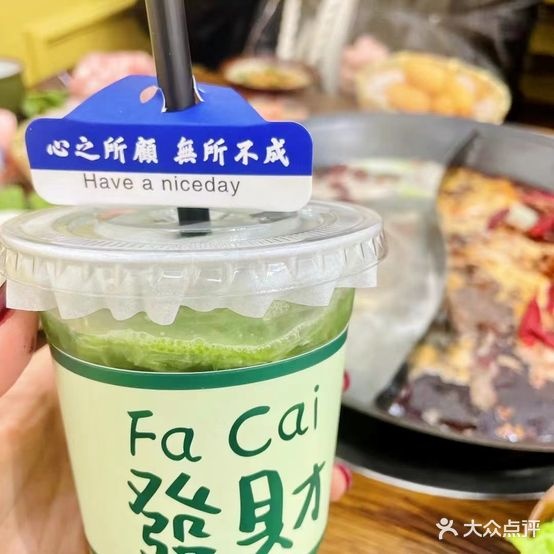 心之所願 無所不成
Have a niceday
Fa Cai
發財
大众点评